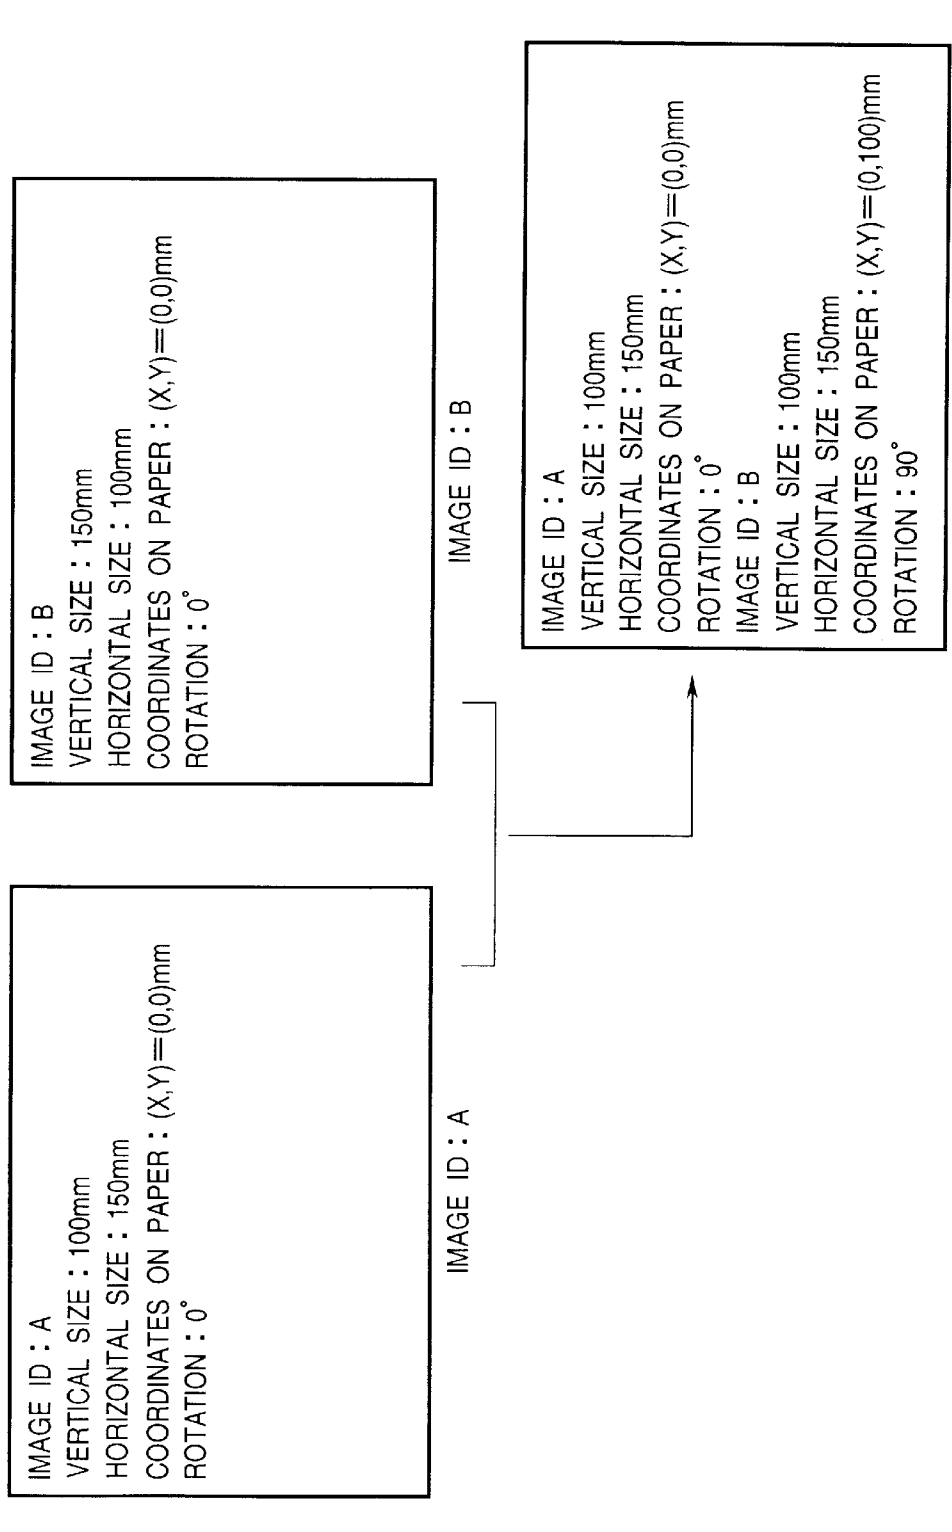 IMAGE ID : A
VERTICAL SIZE : 100mm
HORIZONTAL SIZE : 150mm
COORDINATES ON PAPER : (X,Y)=(0,0)mm
ROTATION : 0°
IMAGE ID : A
IMAGE ID : B
VERTICAL SIZE : 150mm
HORIZONTAL SIZE : 100mm
COORDINATES ON PAPER : (X,Y)=(0,0)mm
ROTATION : 0°
IMAGE ID : B
IMAGE ID : A
VERTICAL SIZE : 100mm
HORIZONTAL SIZE : 150mm
COORDINATES ON PAPER : (X,Y)=(0,0)mm
ROTATION : 0°
IMAGE ID : B
VERTICAL SIZE : 100mm
HORIZONTAL SIZE : 150mm
COORDINATES ON PAPER : (X,Y)=(0,100)mm
ROTATION : 90°